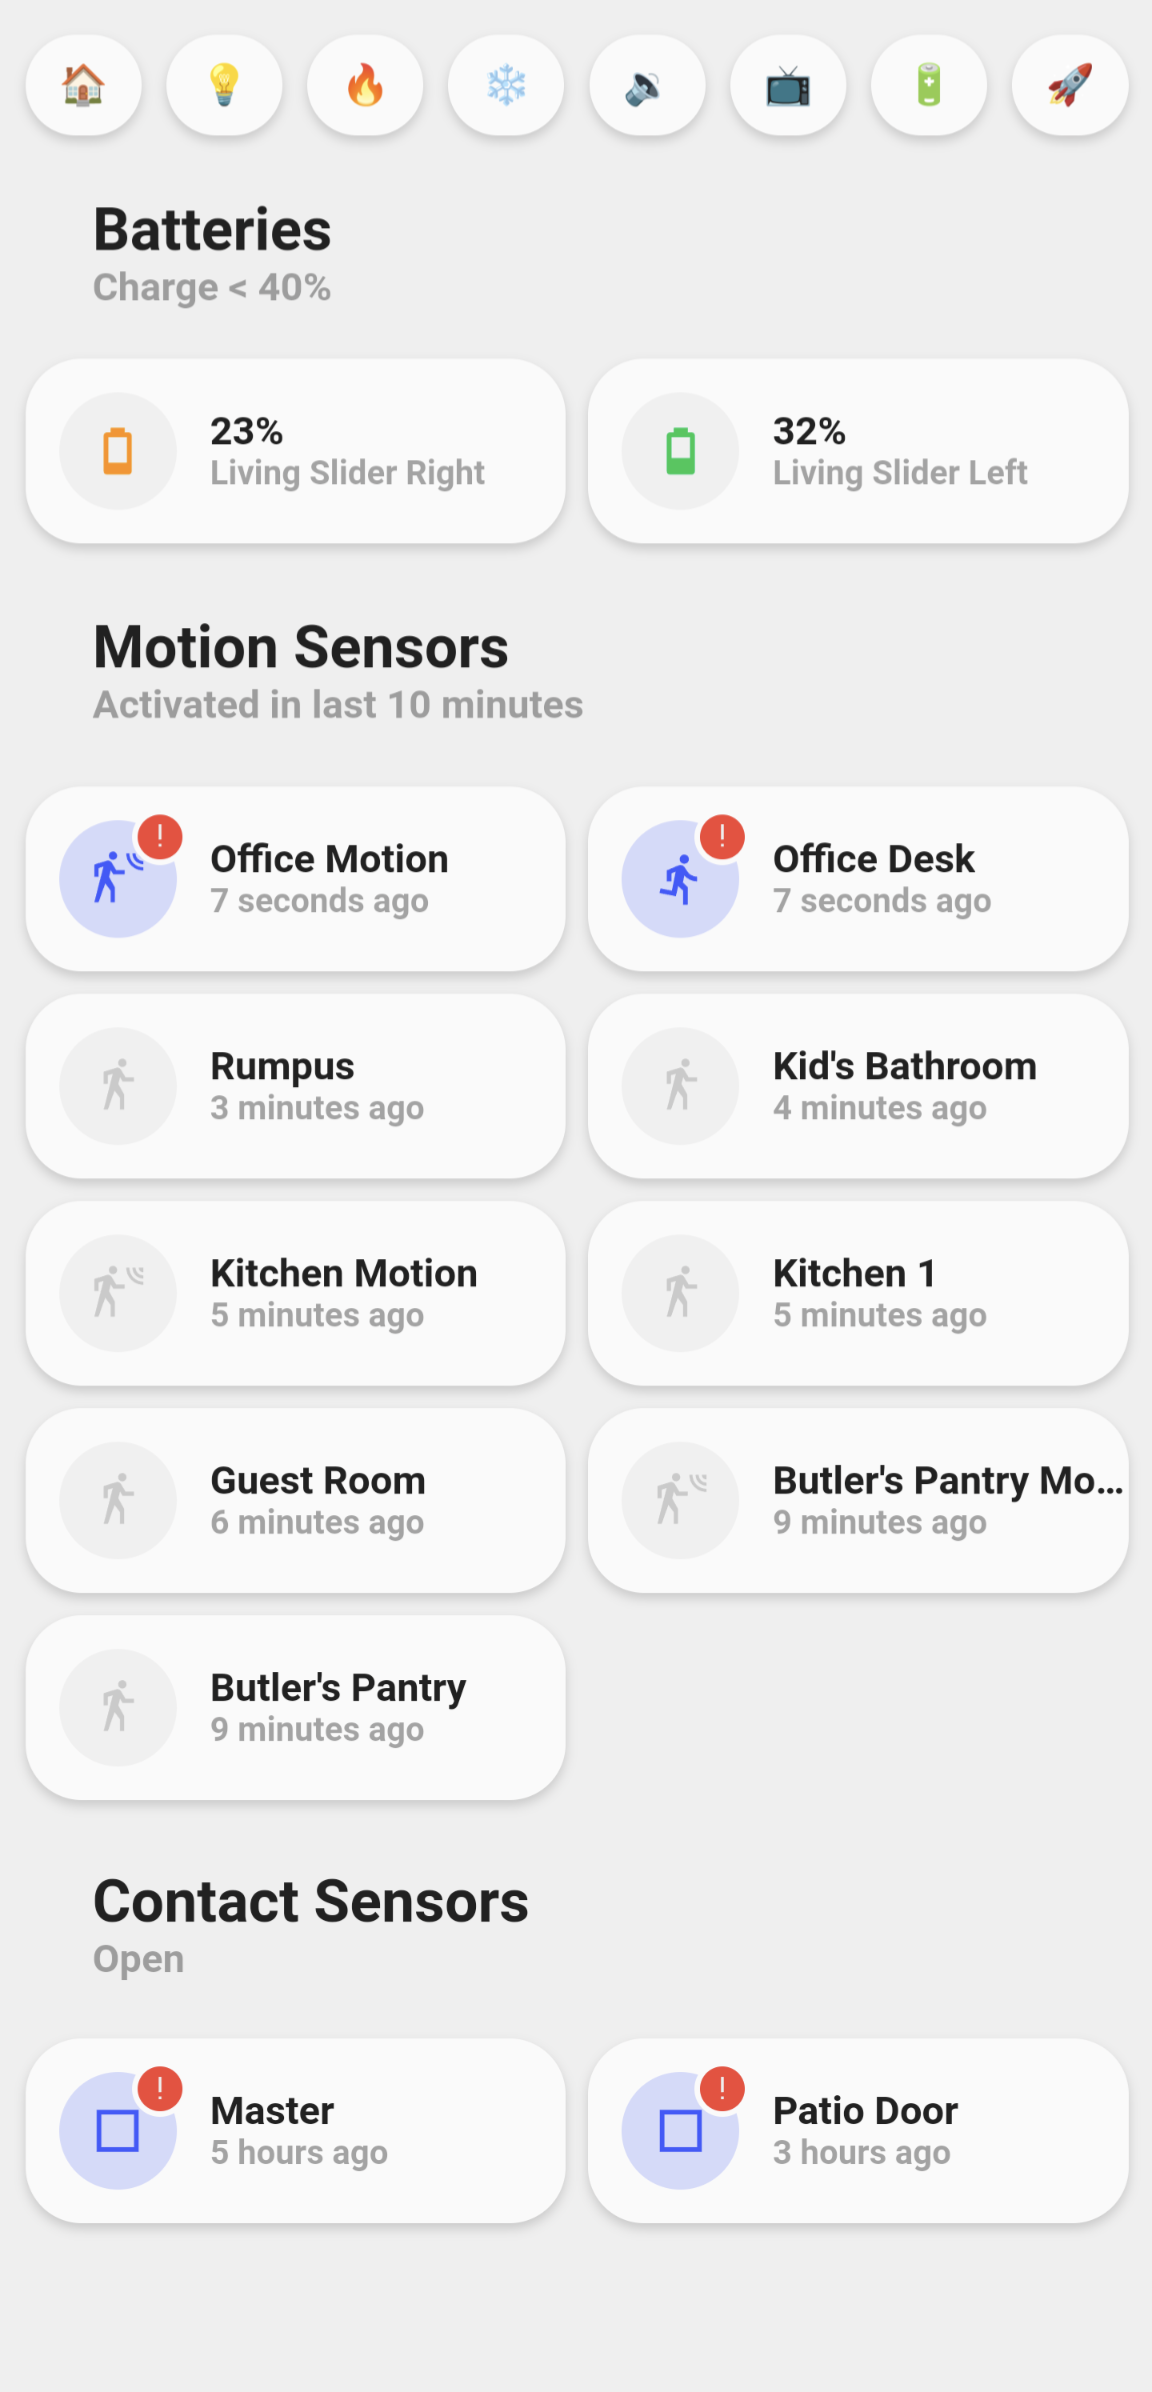 Batteries
Charge < 40%
23%
Living Slider Right
32%
Living Slider Left
Motion Sensors
Activated in last 10 minutes
Office Motion
7 seconds ago
Office Desk
7 seconds ago
Rumpus
3 minutes ago
Kid's Bathroom
4 minutes ago
Kitchen Motion
5 minutes ago
Kitchen 1
5 minutes ago
Guest Room
6 minutes ago
Butler's Pantry Mo...
9 minutes ago
Butler's Pantry
9 minutes ago
Contact Sensors
Open
Master
5 hours ago
Patio Door
3 hours ago